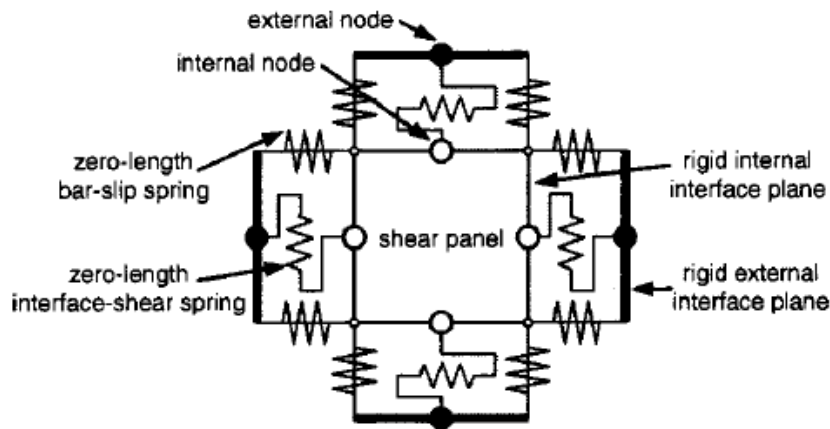 external node
internal node
zero-length
bar-slip spring
rigid internal
interface plane
shear panel
zero-length
interface-shear spring
rigid external
interface plane